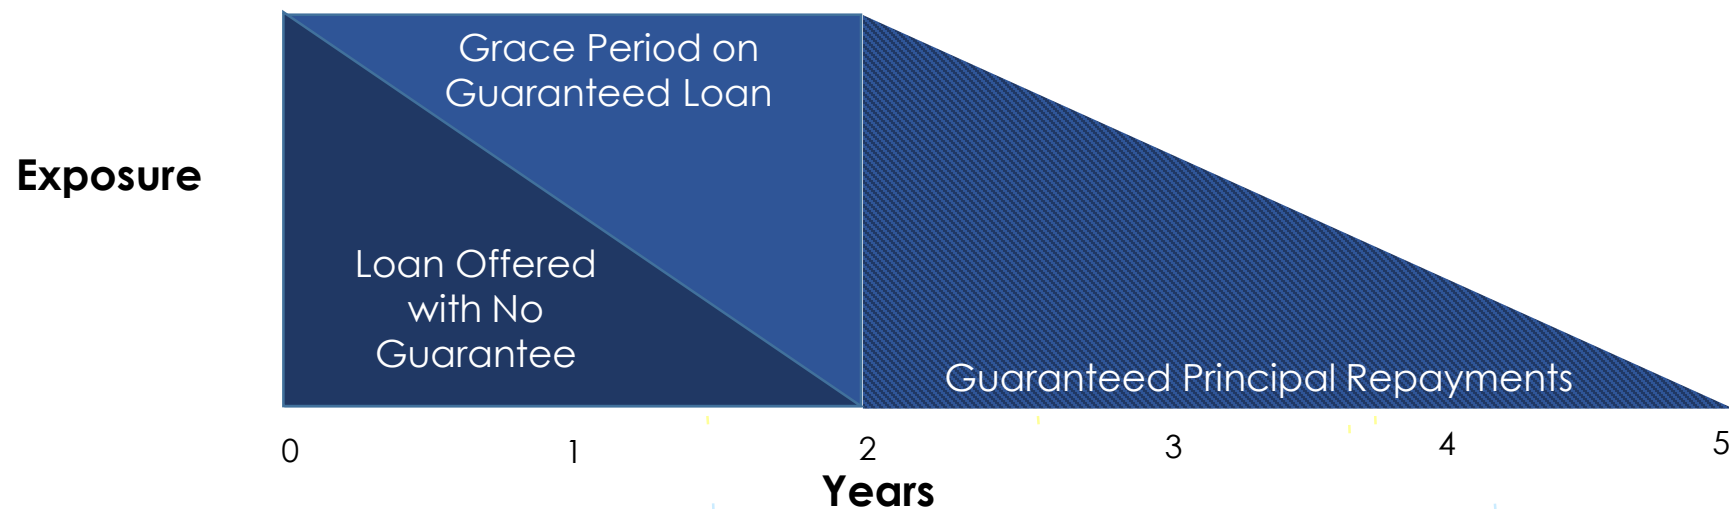 Grace Period on
Guaranteed Loan
Exposure
Loan Offered
with No
Guarantee
Guaranteed Principal Repayments
0 1 2 3 4 5
Years